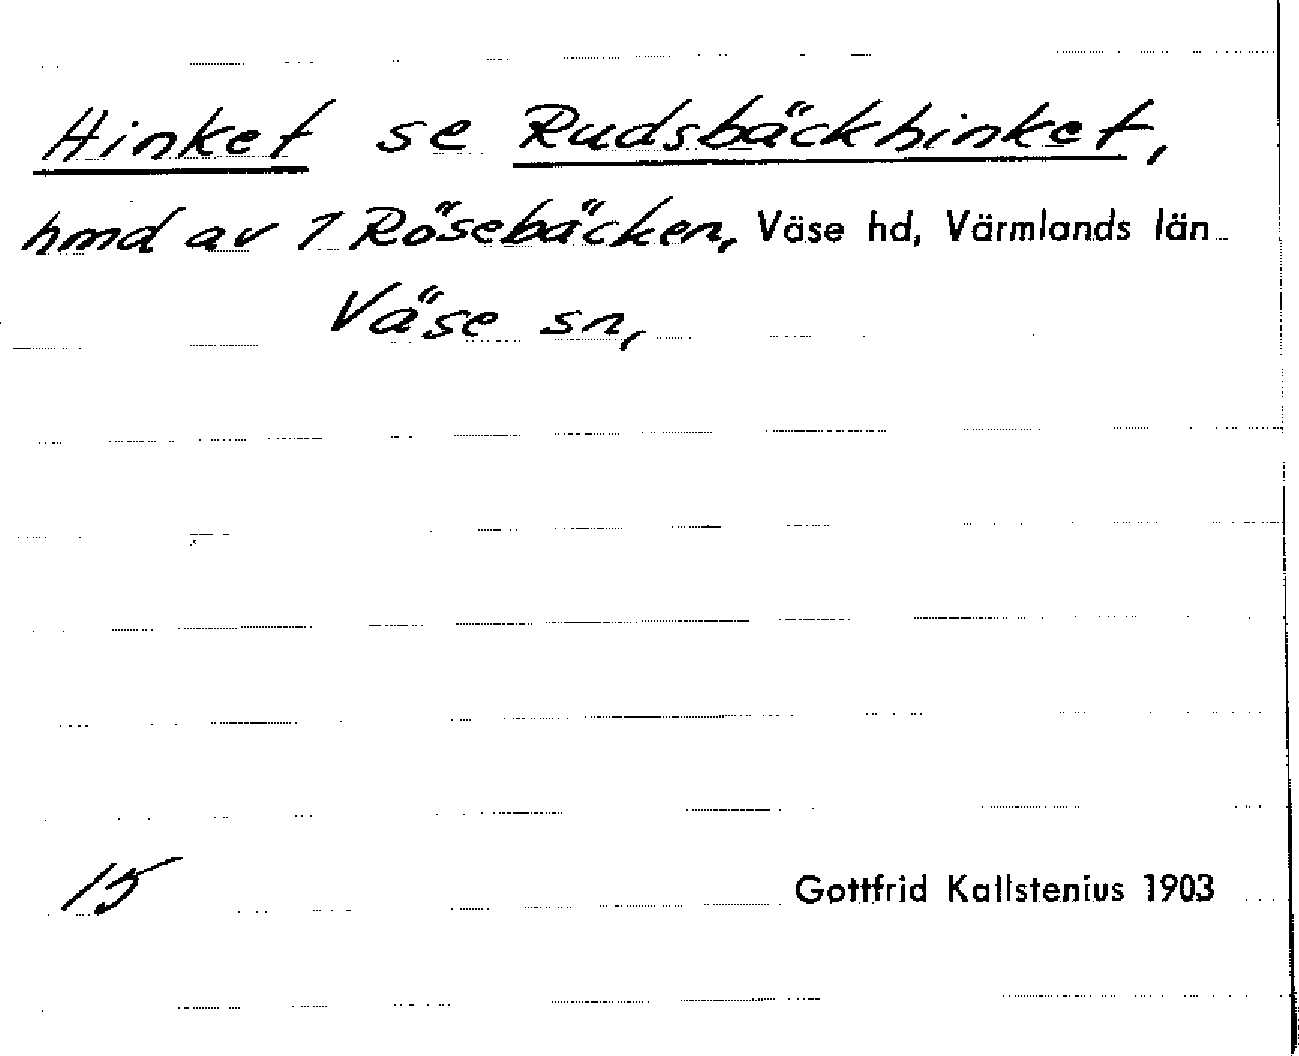 Hinket se Rudsbäckhinket,
hmd av 1 Rösebäcken, Väse hd, Värmlands län
Väse sn,
15
Gottfrid Kallstenius 1903